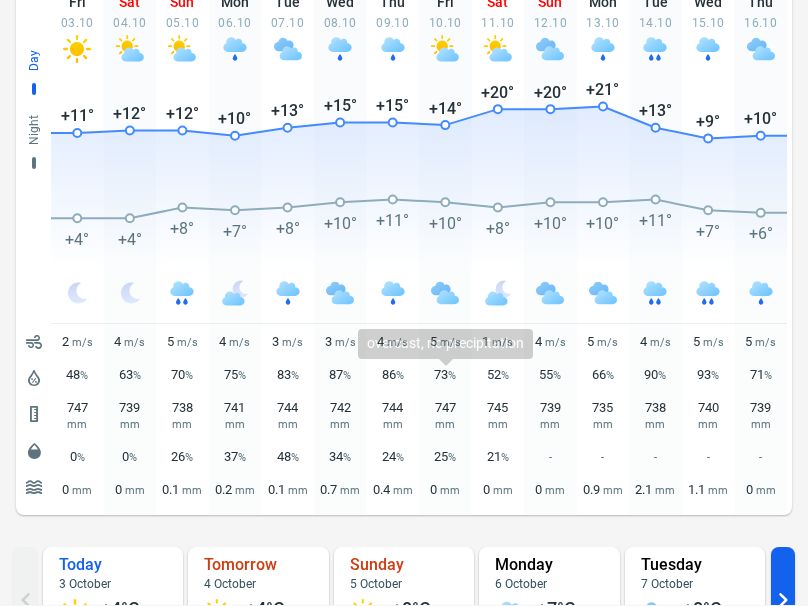 Fri Sat Sun Mon Tue Wed Thu Fri Sat Sun Mon Tue Wed Thu
03.10 04.10 05.10 06.10 07.10 08.10 09.10 10.10 11.10 12.10 13.10 14.10 15.10 16.10
Day
Night
+11° +12° +12° +10° +13° +15° +15° +14° +20° +20° +21° +13° +9° +10°
+4° +4° +8° +7° +8° +10° +11° +10° +8° +10° +10° +11° +7° +6°
overcast, no precipitation
2 m/s 4 m/s 5 m/s 4 m/s 3 m/s 3 m/s 4 m/s 5 m/s 1 m/s 4 m/s 5 m/s 4 m/s 5 m/s 5 m/s
48% 63% 70% 75% 83% 87% 86% 73% 52% 55% 66% 90% 93% 71%
747 739 738 741 744 742 744 747 745 739 735 738 740 739
mm mm mm mm mm mm mm mm mm mm mm mm mm mm
0% 0% 26% 37% 48% 34% 24% 25% 21% - - - - -
0 mm 0 mm 0.1 mm 0.2 mm 0.1 mm 0.7 mm 0.4 mm 0 mm 0 mm 0 mm 0.9 mm 2.1 mm 1.1 mm 0 mm
Today Tomorrow Sunday Monday Tuesday
3 October 4 October 5 October 6 October 7 October